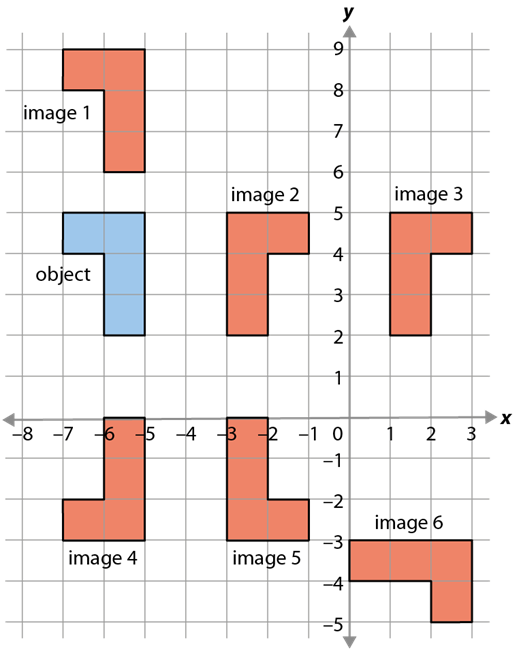 y
9
8
image 1
7
6
image 2
image 3
5
4
object
3
2
1
x
–8 –7 –6 –5 –4 –3 –2 –1 0 1 2 3
–1
–2
image 6
–3
image 4
image 5
–4
–5